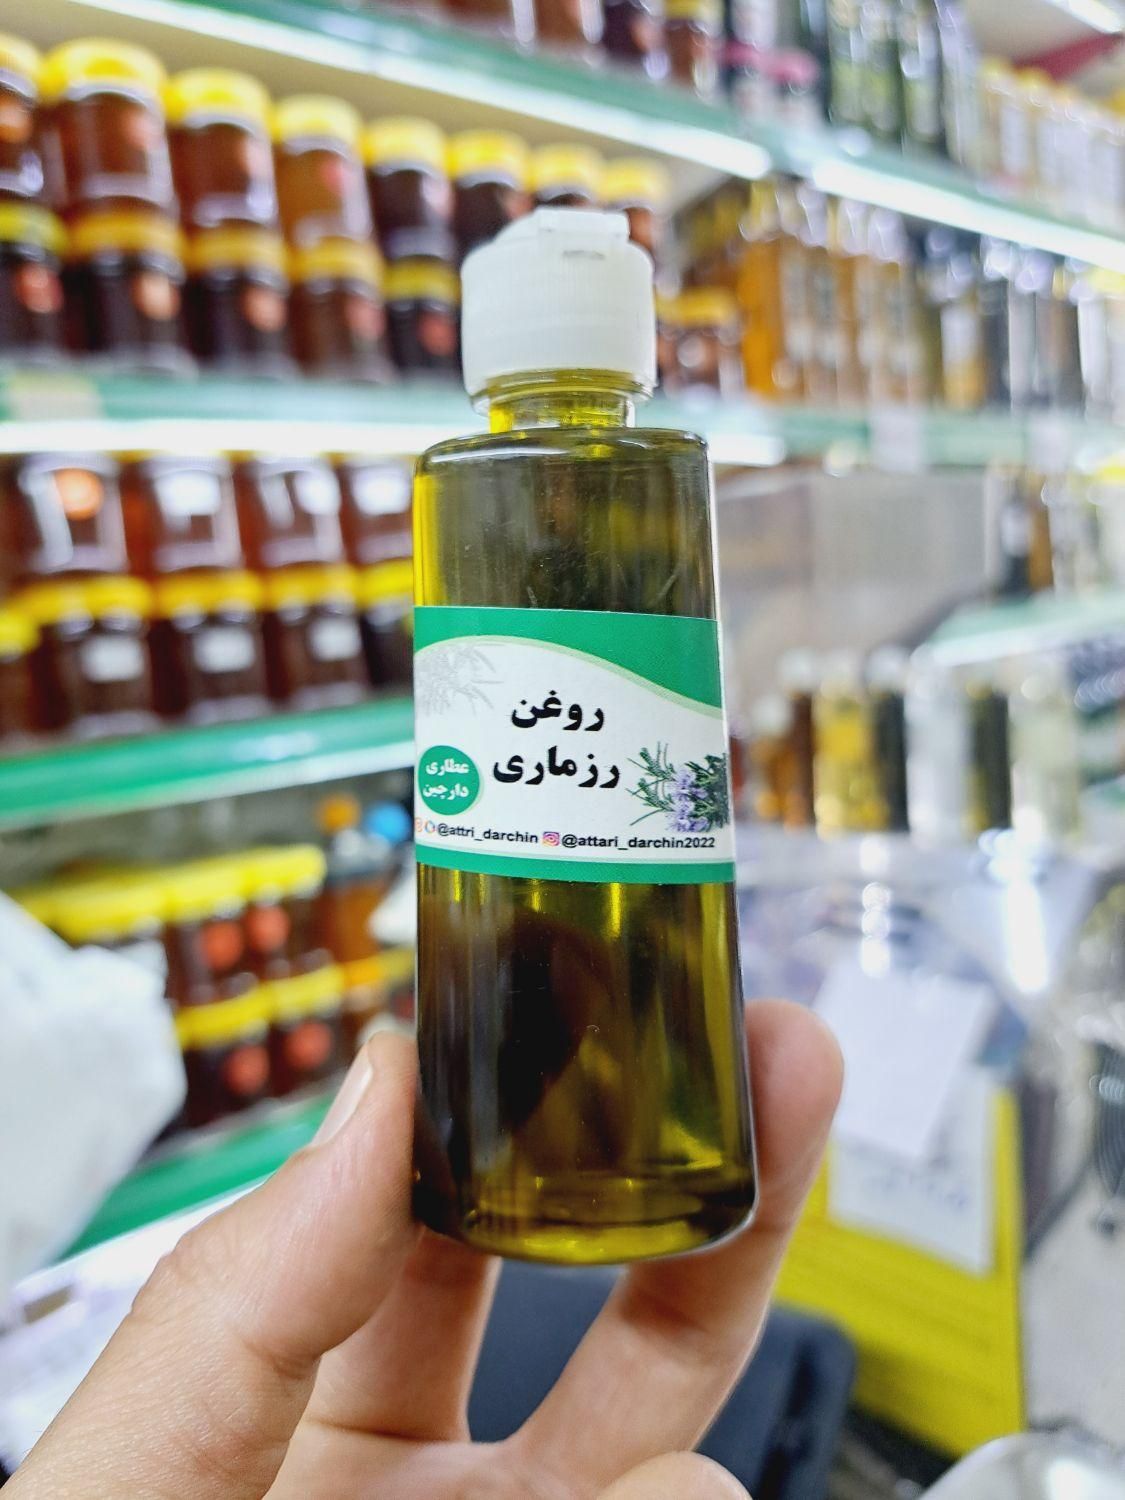 روغن
رزماری
عطاری
دارچین
@attri_darchin @attari_darchin2022